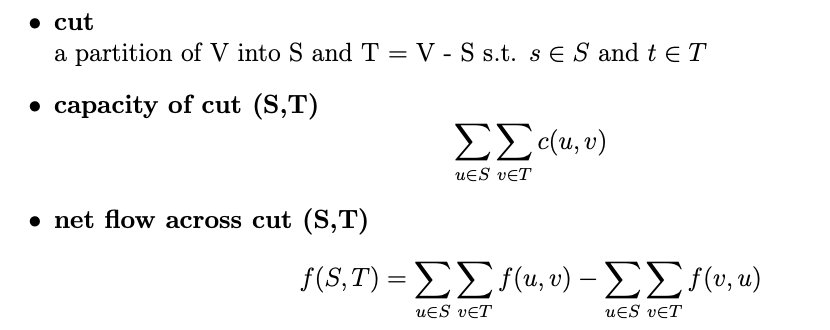 • cut
a partition of V into S and T = V - S s.t. s ∈ S and t ∈ T
• capacity of cut (S,T)
∑ ∑ c(u, v)
u∈S v∈T
• net flow across cut (S,T)
f(S, T) = ∑ ∑ f(u, v) − ∑ ∑ f(v, u)
u∈S v∈T u∈S v∈T